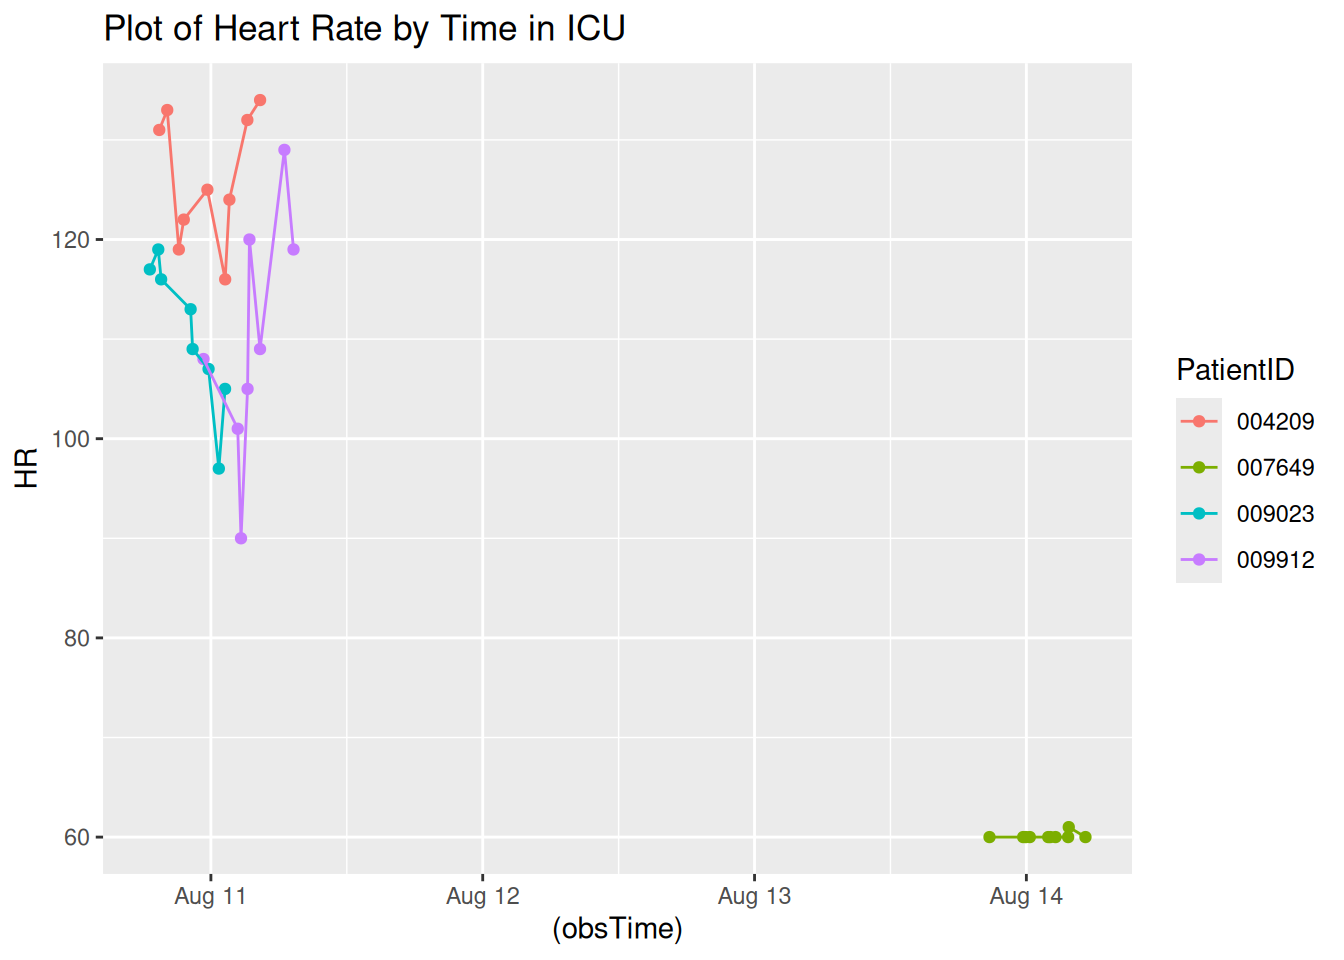 Plot of Heart Rate by Time in ICU
HR
120
100
80
60
Aug 11
Aug 12
Aug 13
Aug 14
(obsTime)
PatientID
004209
007649
009023
009912